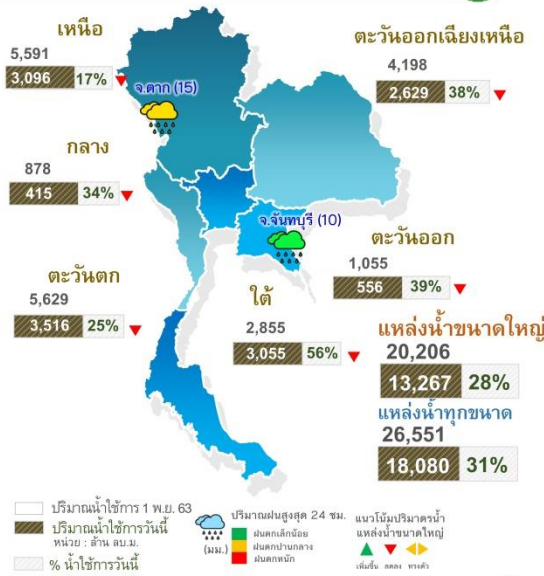 เหนือ
5,591
3,096 17%
จ.ตาก (15)
ตะวันออกเฉียงเหนือ
4,198
2,629 38%
กลาง
878
415 34%
จ.จันทบุรี (10)
ตะวันออก
1,055
556 39%
ตะวันตก
5,629
3,516 25%
ใต้
2,855
3,055 56%
แหล่งน้ำขนาดใหญ่
20,206
13,267 28%
แหล่งน้ำทุกขนาด
26,551
18,080 31%
ปริมาณน้ำใช้การ 1 พ.ย. 63
ปริมาณน้ำใช้การวันนี้
หน่วย : ล้าน ลบ.ม.
% น้ำใช้การวันนี้
ปริมาณฝนสูงสุด 24 ชม.
(มม.)
ฝนตกเล็กน้อย
ฝนตกปานกลาง
ฝนตกหนัก
แนวโน้มปริมาตรน้ำ
แหล่งน้ำขนาดใหญ่
เพิ่มขึ้น ลดลง ทรงตัว